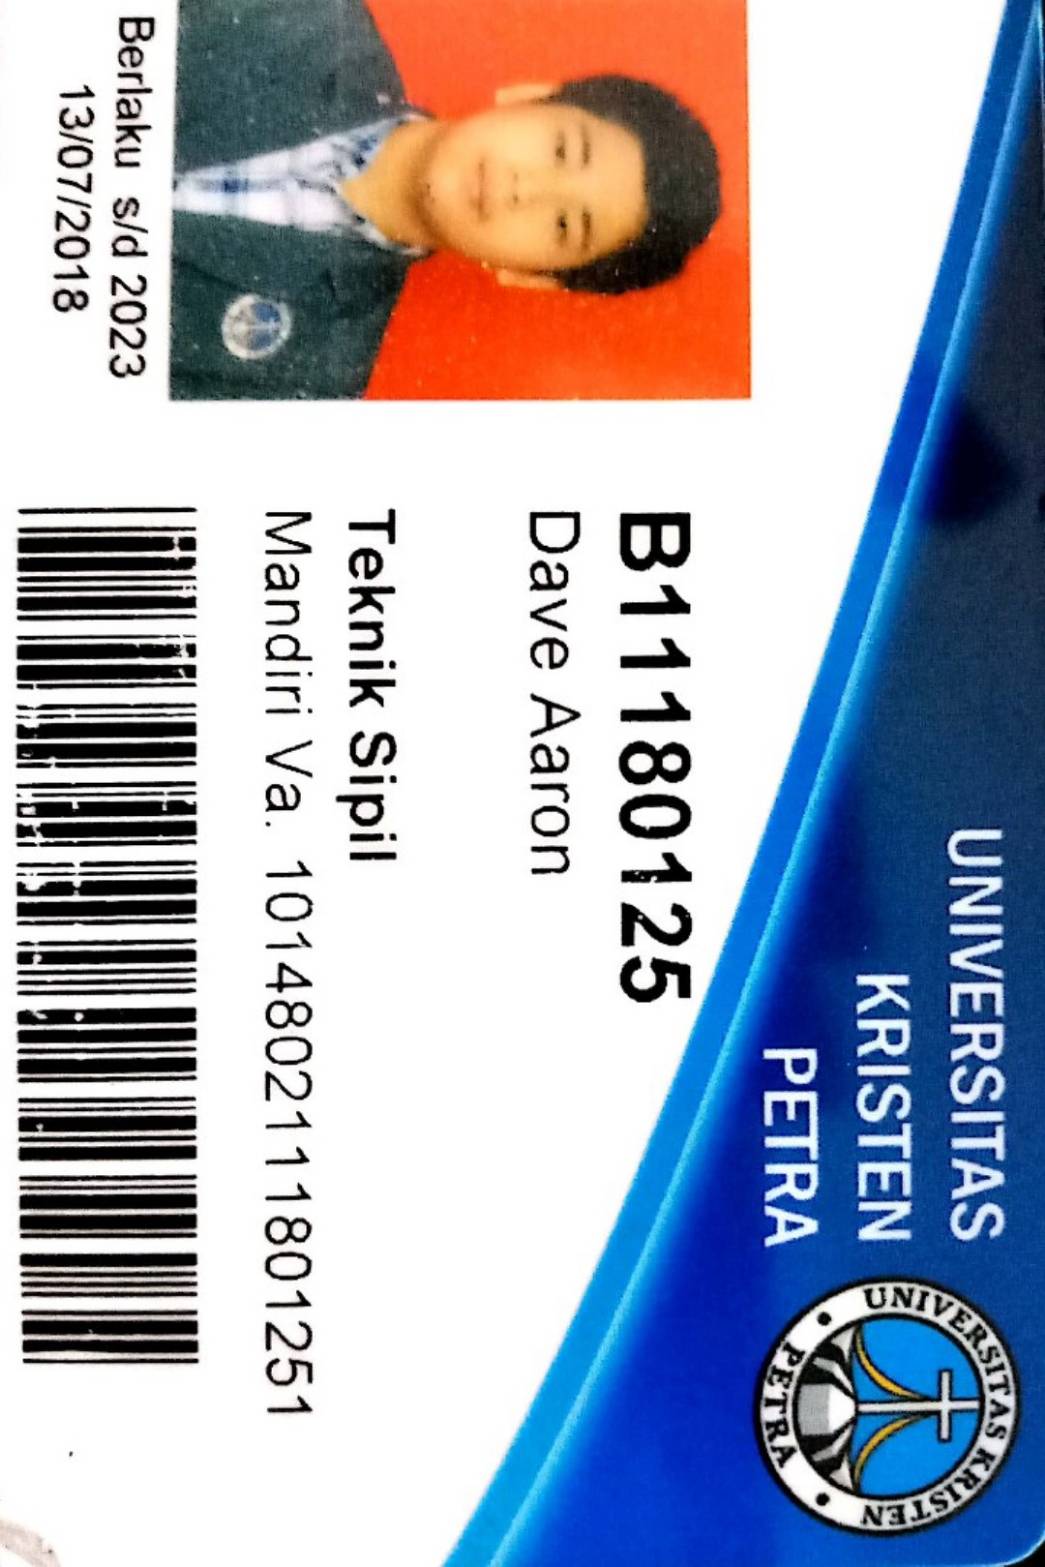 UNIVERSITAS
KRISTEN
PETRA
UNIVERSITAS KRISTEN
• PETRA •
B11180125
Dave Aaron
Teknik Sipil
Mandiri Va. 1014802111801251
Berlaku s/d 2023
13/07/2018